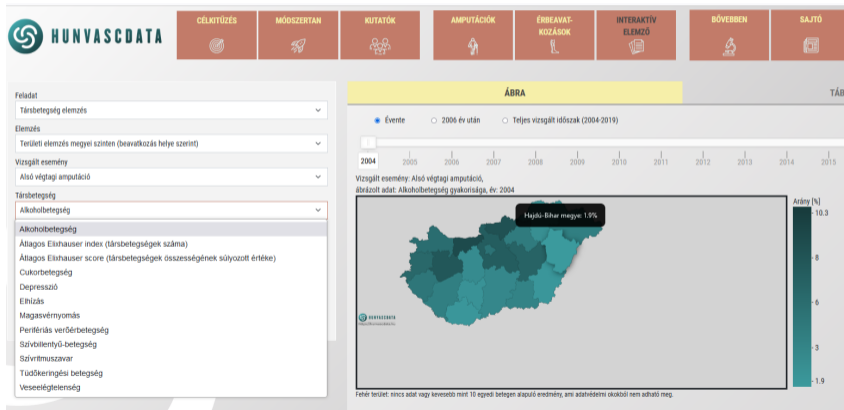 HUNVASCDATA
CÉLKITŰZÉS
MÓDSZERTAN
KUTATÓK
AMPUTÁCIÓK
ÉRBEAVAT-
KOZÁSOK
INTERAKTÍV
ELEMZŐ
BŐVEBBEN
SAJTÓ
Feladat
Társbetegség elemzés
Elemzés
Területi elemzés megyei szinten (beavatkozás helye szerint)
Vizsgált esemény
Alsó végtagi amputáció
Társbetegség
Alkoholbetegség
Alkoholbetegség
Átlagos Elixhauser index (társbetegségek száma)
Átlagos Elixhauser score (társbetegségek összességének súlyozott értéke)
Cukorbetegség
Depresszió
Elhízás
Magasvérnyomás
Perifériás verőérbetegség
Szívbillentyű-betegség
Szívritmuszavar
Tüdőkeringési betegség
Veseelégtelenség
ÁBRA
TÁB
Évente
2006 év után
Teljes vizsgált időszak (2004-2019)
2004 2005 2006 2007 2008 2009 2010 2011 2012 2013 2014 2015
Vizsgált esemény: Alsó végtagi amputáció,
ábrázolt adat: Alkoholbetegség gyakorisága, év: 2004
Hajdú-Bihar megye: 1.9%
HUNVASCDATA
Arány [%]
10.3
8
6
3
1.9
Fehér terület: nincs adat vagy kevesebb mint 10 egyedi betegen alapuló eredmény, ami adatvédelmi okokból nem adható meg.